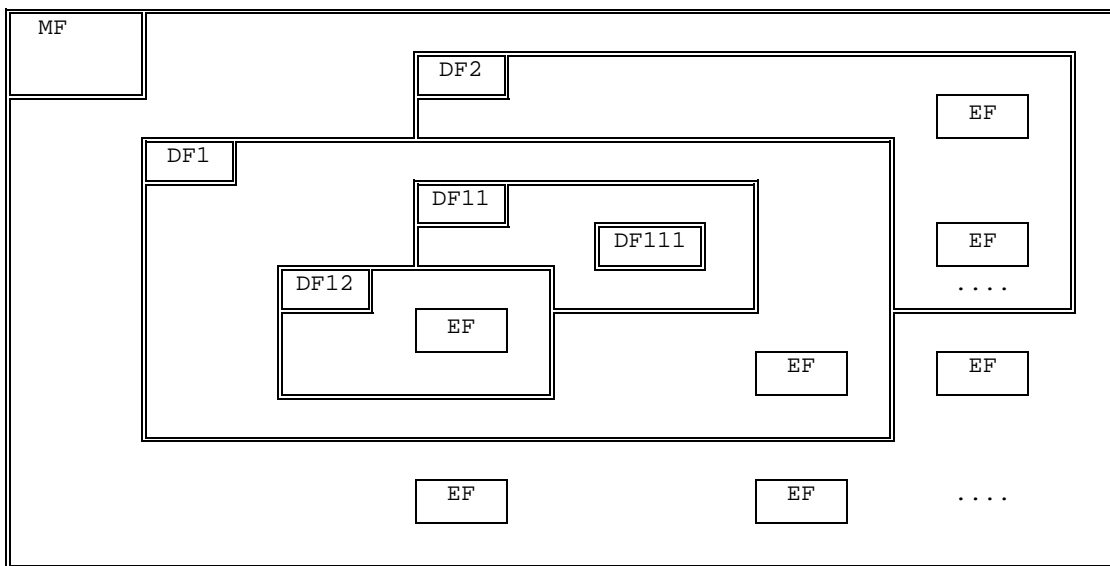 MF
DF2
EF
DF1
DF11
DF111
EF
DF12
....
EF
EF
EF
EF
EF
....